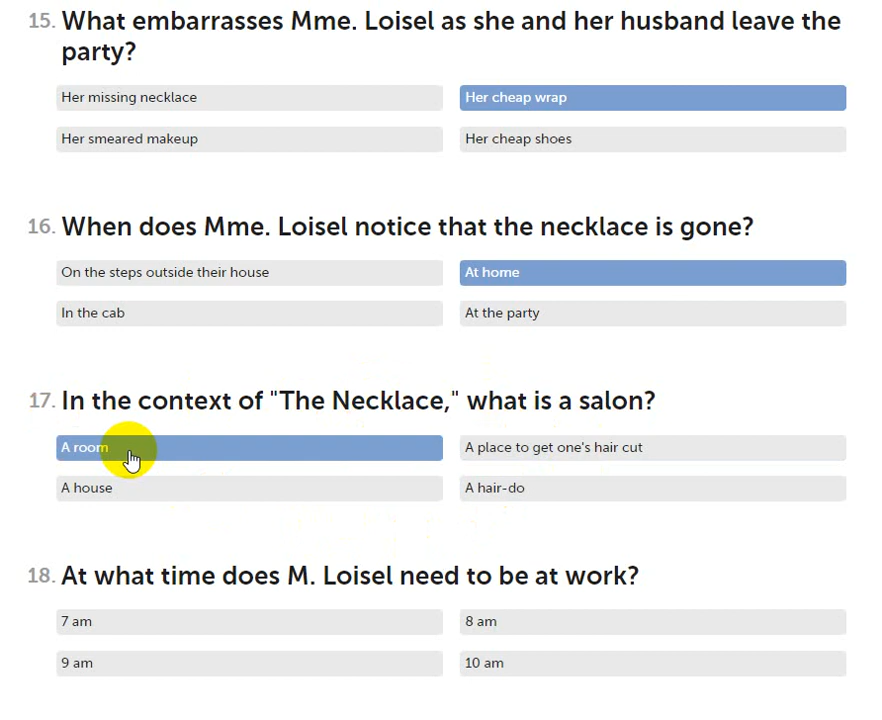 15. What embarrasses Mme. Loisel as she and her husband leave the
party?
Her missing necklace
Her cheap wrap
Her smeared makeup
Her cheap shoes
16. When does Mme. Loisel notice that the necklace is gone?
On the steps outside their house
At home
In the cab
At the party
17. In the context of "The Necklace," what is a salon?
A room
A place to get one's hair cut
A house
A hair-do
18. At what time does M. Loisel need to be at work?
7 am
8 am
9 am
10 am